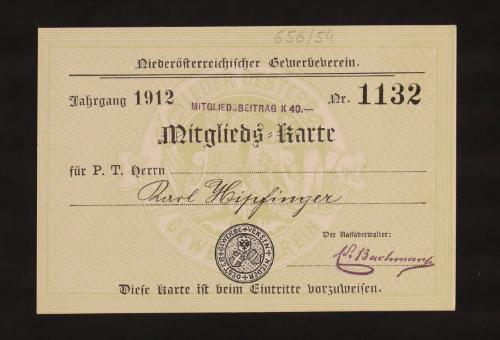 656/54
Niederösterreichischer Gewerbeverein.
Jahrgang 1912
MITGLIEDSBEITRAG K 40.—
Nr. 1132
Mitglieds-Karte
für P. T. Herrn
Karl Hipfinger
Der Kassaverwalter:
Bachmayr
Diese Karte ist beim Eintritte vorzuweisen.